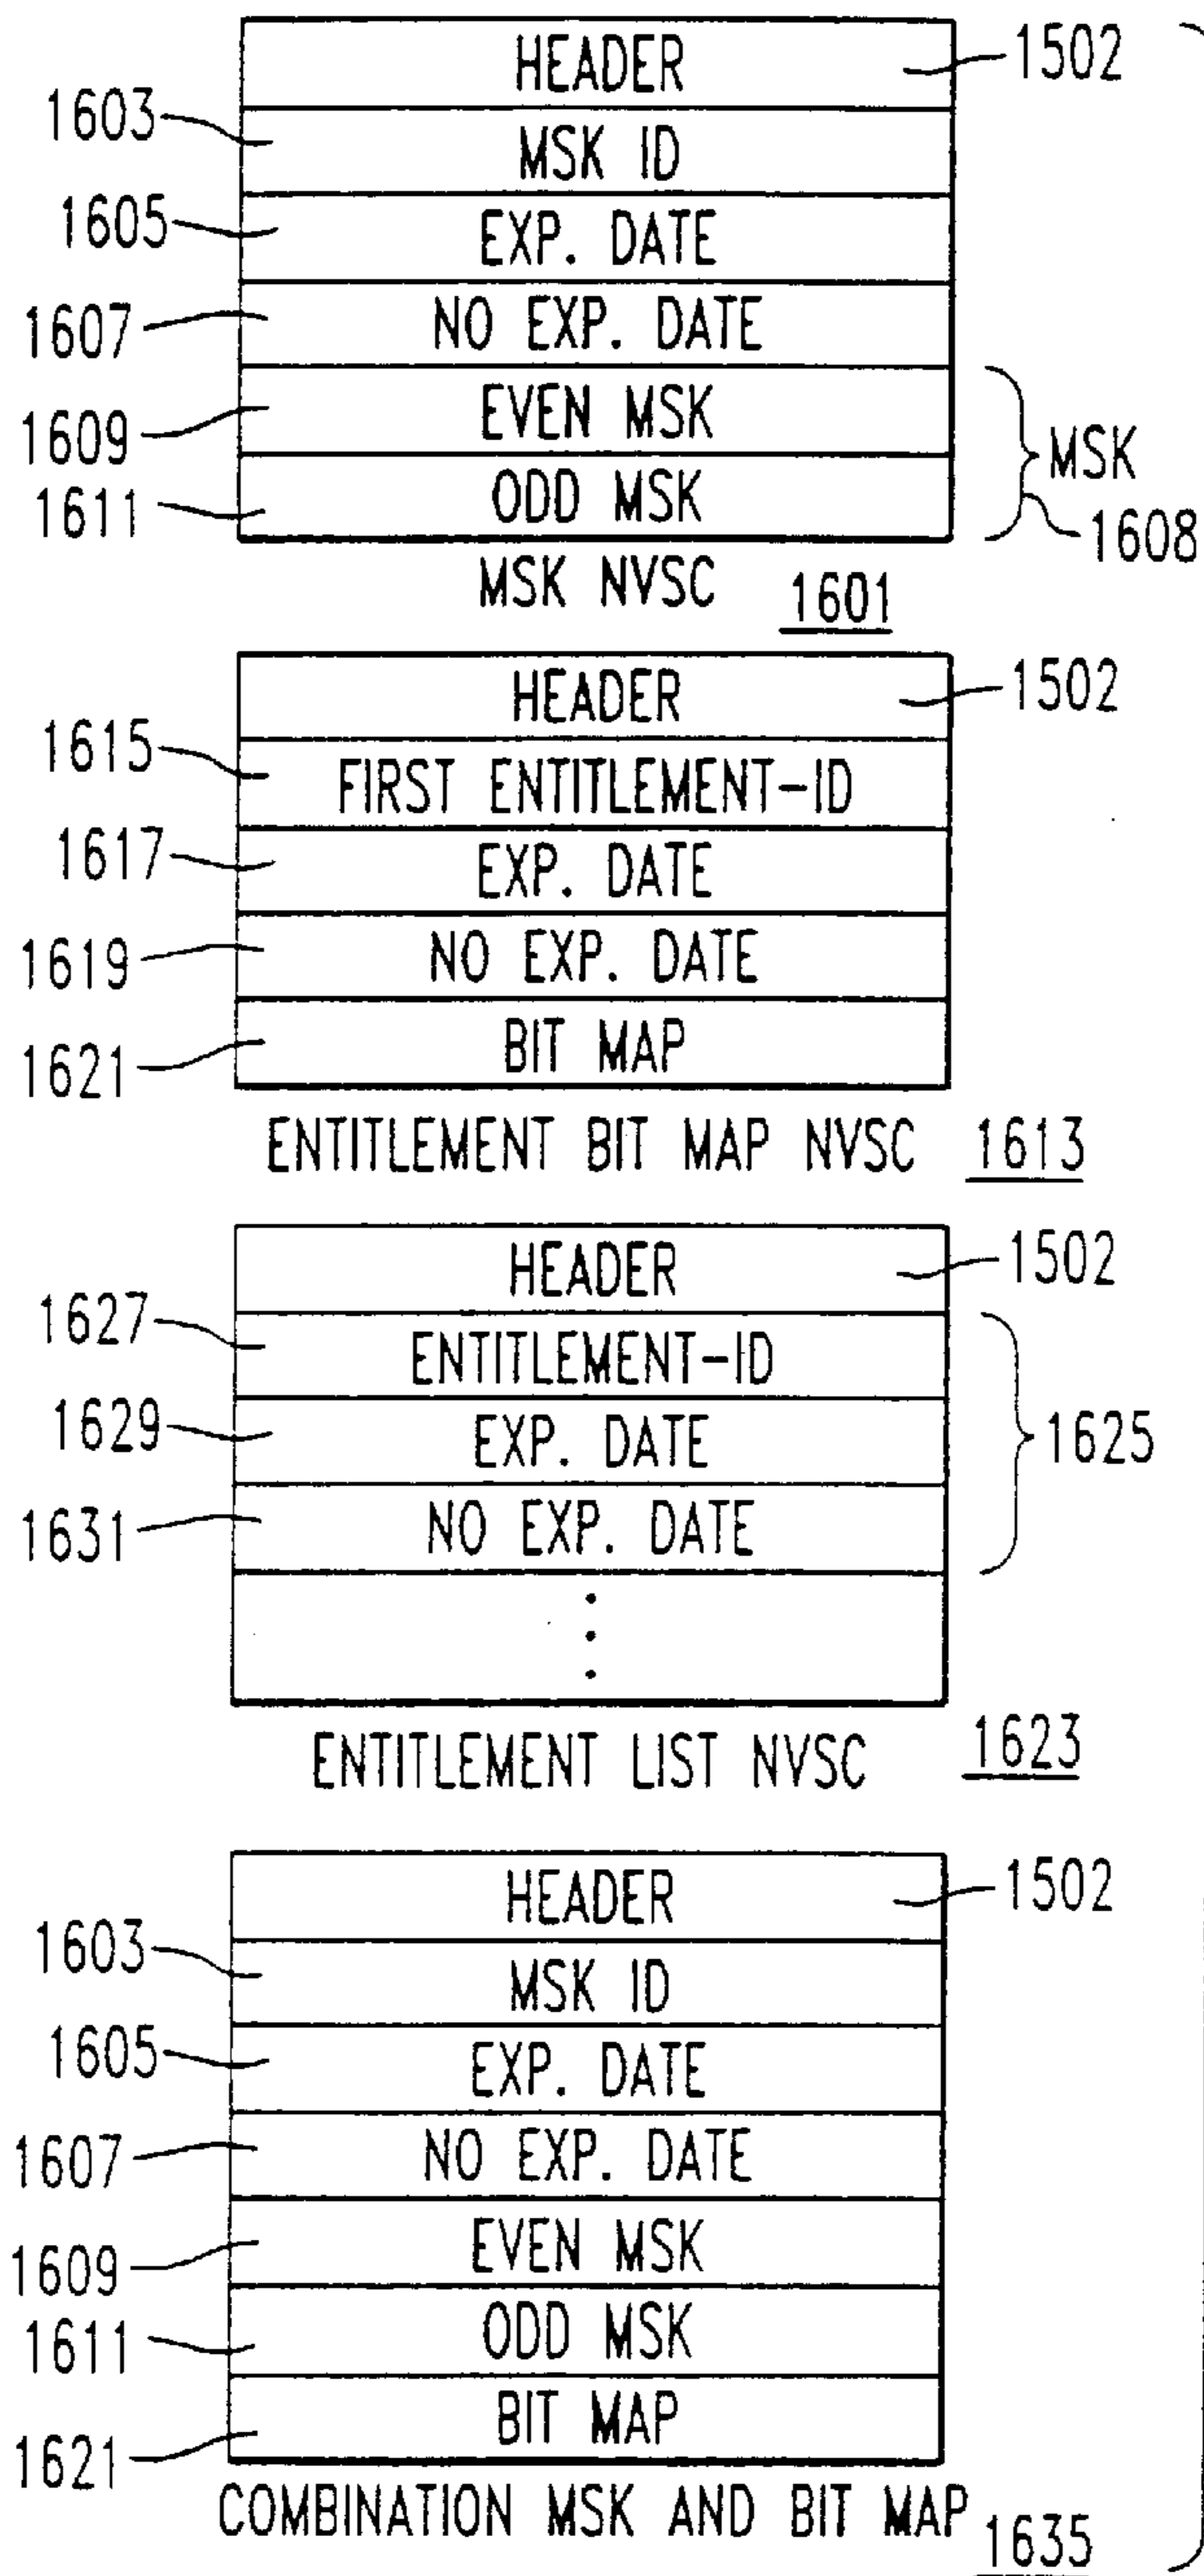 HEADER 1502
1603 MSK ID
1605 EXP. DATE
1607 NO EXP. DATE
1609 EVEN MSK
MSK
1611 ODD MSK
1608
MSK NVSC 1601
HEADER 1502
1615 FIRST ENTITLEMENT-ID
1617 EXP. DATE
1619 NO EXP. DATE
1621 BIT MAP
ENTITLEMENT BIT MAP NVSC 1613
HEADER 1502
1627 ENTITLEMENT-ID
1629 EXP. DATE 1625
1631 NO EXP. DATE
ENTITLEMENT LIST NVSC 1623
HEADER 1502
1603 MSK ID
1605 EXP. DATE
1607 NO EXP. DATE
1609 EVEN MSK
1611 ODD MSK
1621 BIT MAP
COMBINATION MSK AND BIT MAP 1635